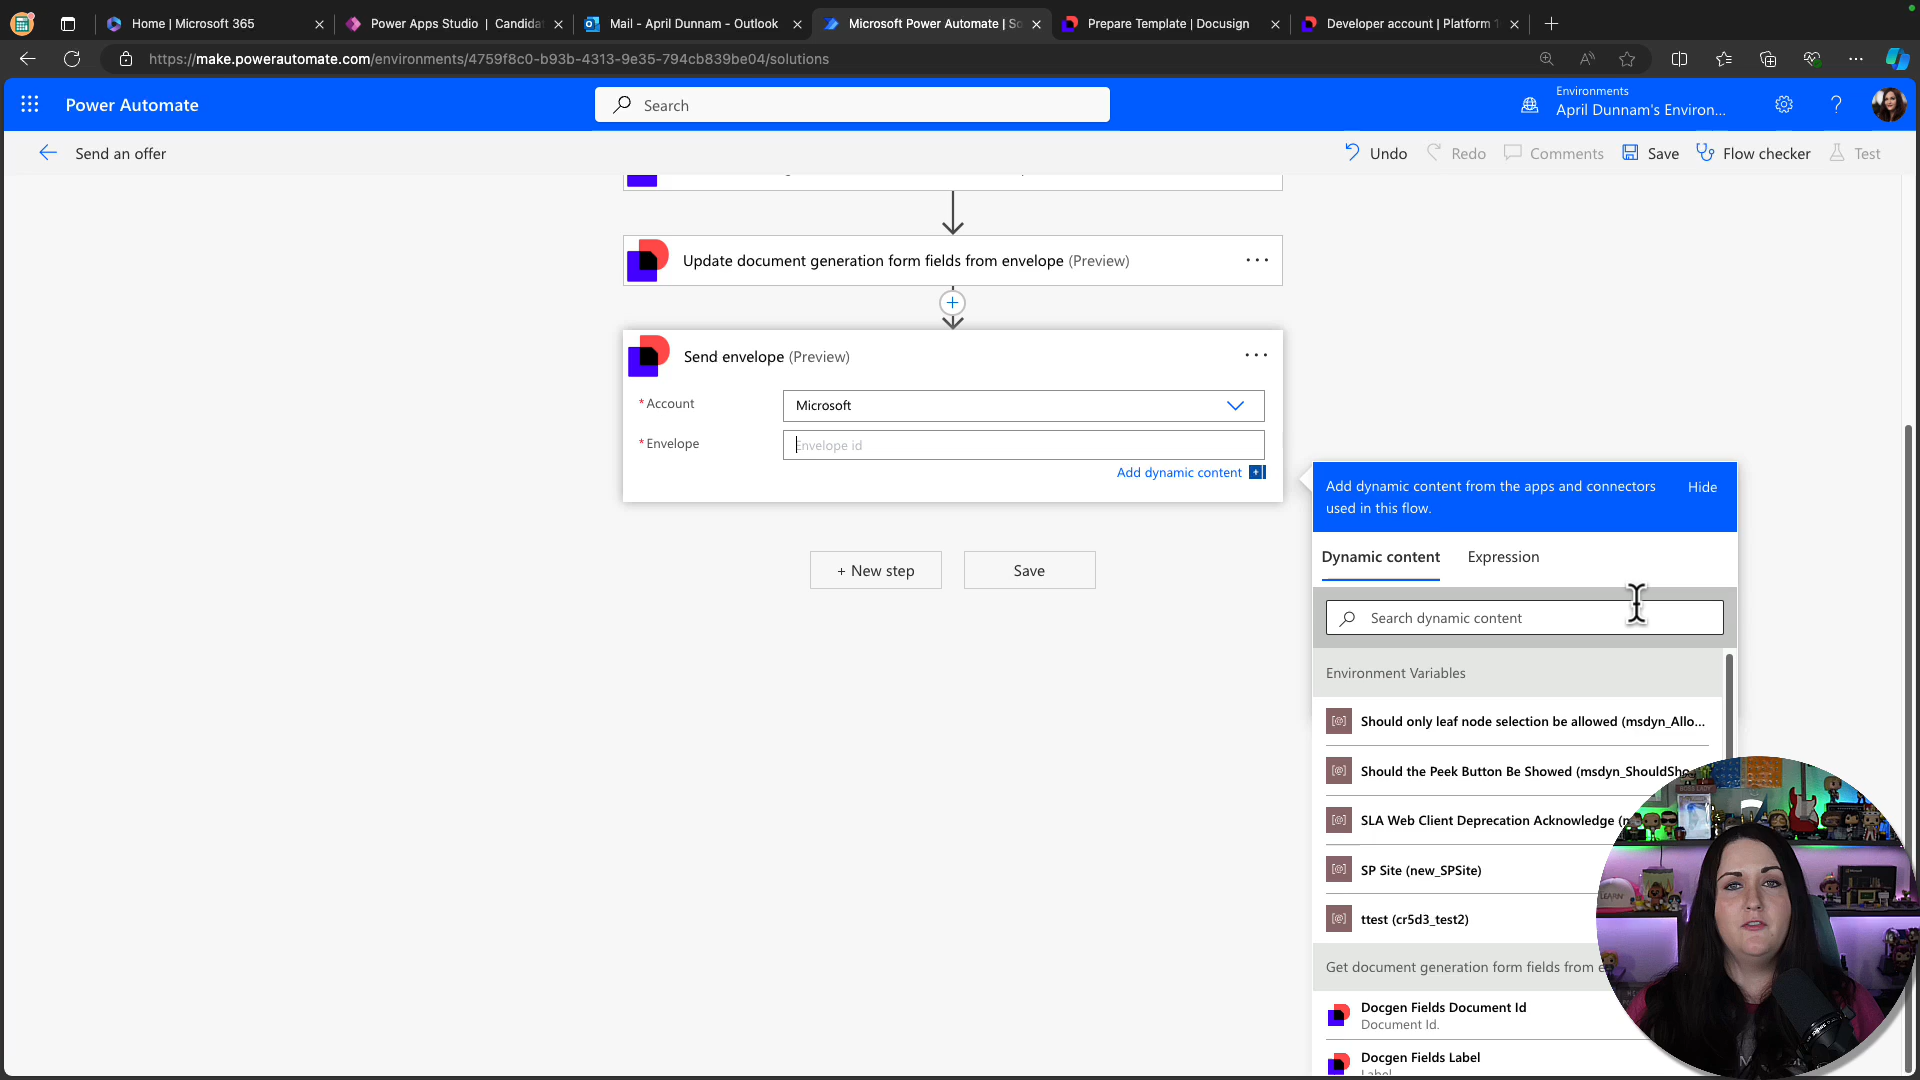 Home | Microsoft 365
Power Apps Studio | Candida
Mail - April Dunnam - Outlook
Microsoft Power Automate | So
Prepare Template | Docusign
Developer account | Platform
https://make.powerautomate.com/environments/4759f8c0-b93b-4313-9e35-794cb839be04/solutions
Power Automate
Search
Environments
April Dunnam's Environ...
Send an offer
Undo
Redo
Comments
Save
Flow checker
Test
Update document generation form fields from envelope (Preview)
Send envelope (Preview)
* Account
Microsoft
* Envelope
Envelope id
Add dynamic content
+ New step
Save
Add dynamic content from the apps and connectors
used in this flow.
Hide
Dynamic content
Expression
Search dynamic content
Environment Variables
Should only leaf node selection be allowed (msdyn_Allo...
Should the Peek Button Be Showed (msdyn_ShouldSho
SLA Web Client Deprecation Acknowledge (m
SP Site (new_SPSite)
ttest (cr5d3_test2)
Get document generation form fields from e
Docgen Fields Document Id
Document Id.
Docgen Fields Label
Label
BOSS LADY
LEARN